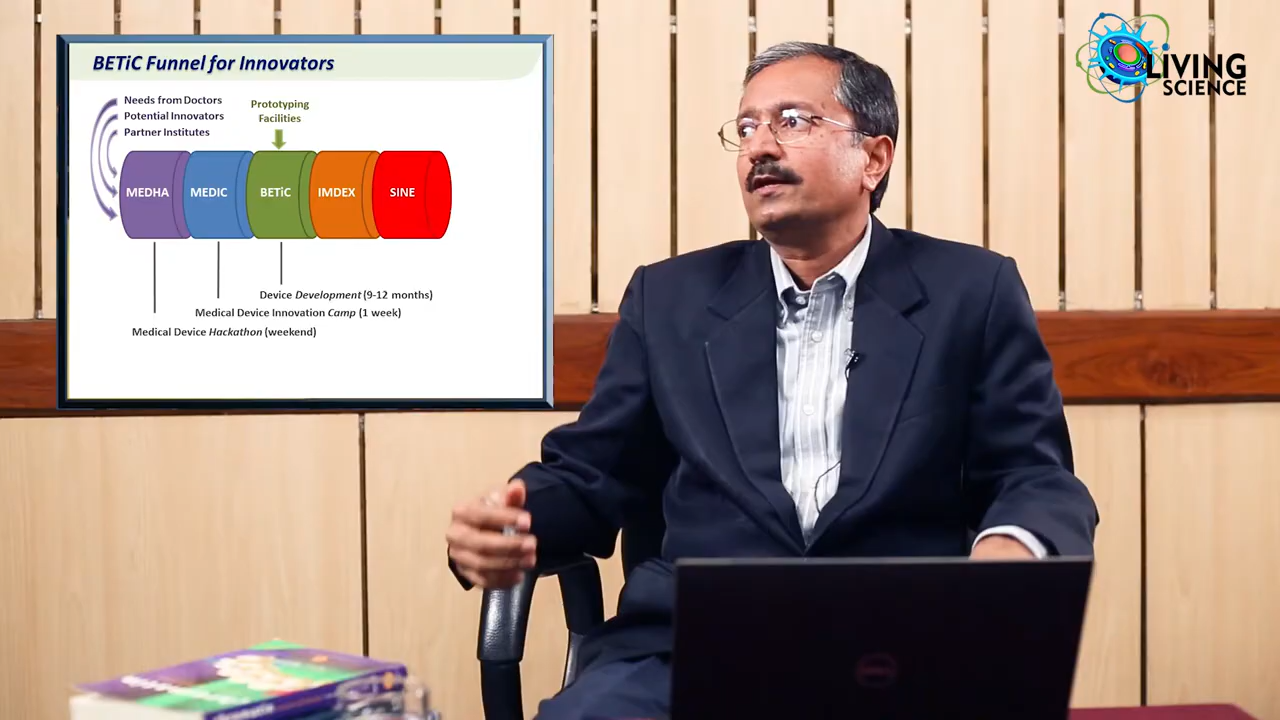 BETiC Funnel for Innovators
Needs from Doctors
Potential Innovators
Partner Institutes
Prototyping
Facilities
MEDHA
MEDIC
BETiC
IMDEX
SINE
Device Development (9-12 months)
Medical Device Innovation Camp (1 week)
Medical Device Hackathon (weekend)
LIVING
SCIENCE